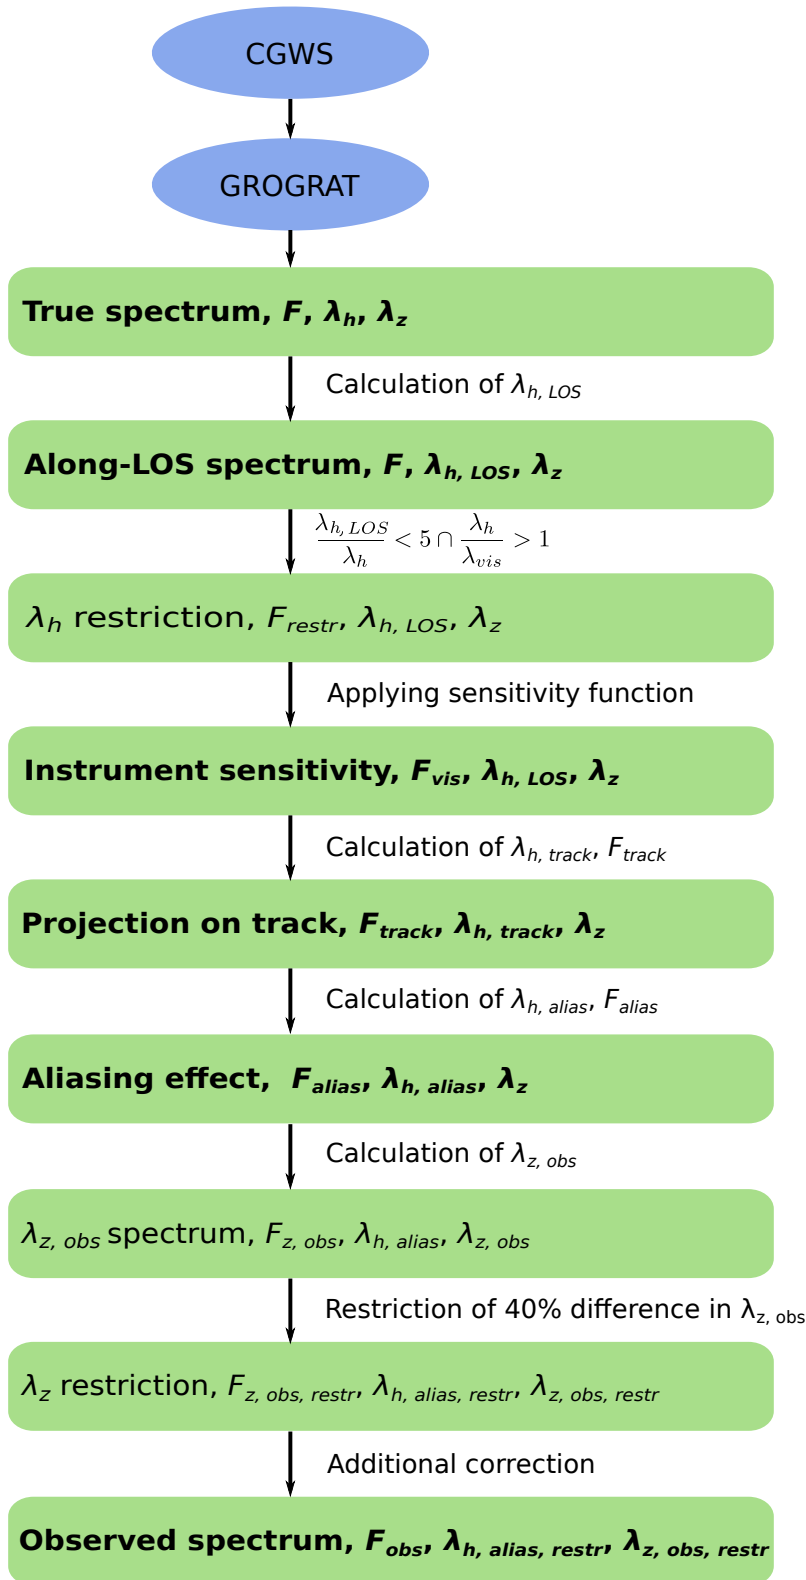 CGWS
GROGRAT
True spectrum, F, λh, λz
Calculation of λh, LOS
Along-LOS spectrum, F, λh, LOS, λz
λh,LOS/λh < 5 ∩ λh/λvis > 1
λh restriction, Frestr, λh, LOS, λz
Applying sensitivity function
Instrument sensitivity, Fvis, λh, LOS, λz
Calculation of λh, track, Ftrack
Projection on track, Ftrack, λh, track, λz
Calculation of λh, alias, Falias
Aliasing effect, Falias, λh, alias, λz
Calculation of λz, obs
λz, obs spectrum, Fz, obs, λh, alias, λz, obs
Restriction of 40% difference in λz, obs
λz restriction, Fz, obs, restr, λh, alias, restr, λz, obs, restr
Additional correction
Observed spectrum, Fobs, λh, alias, restr, λz, obs, restr